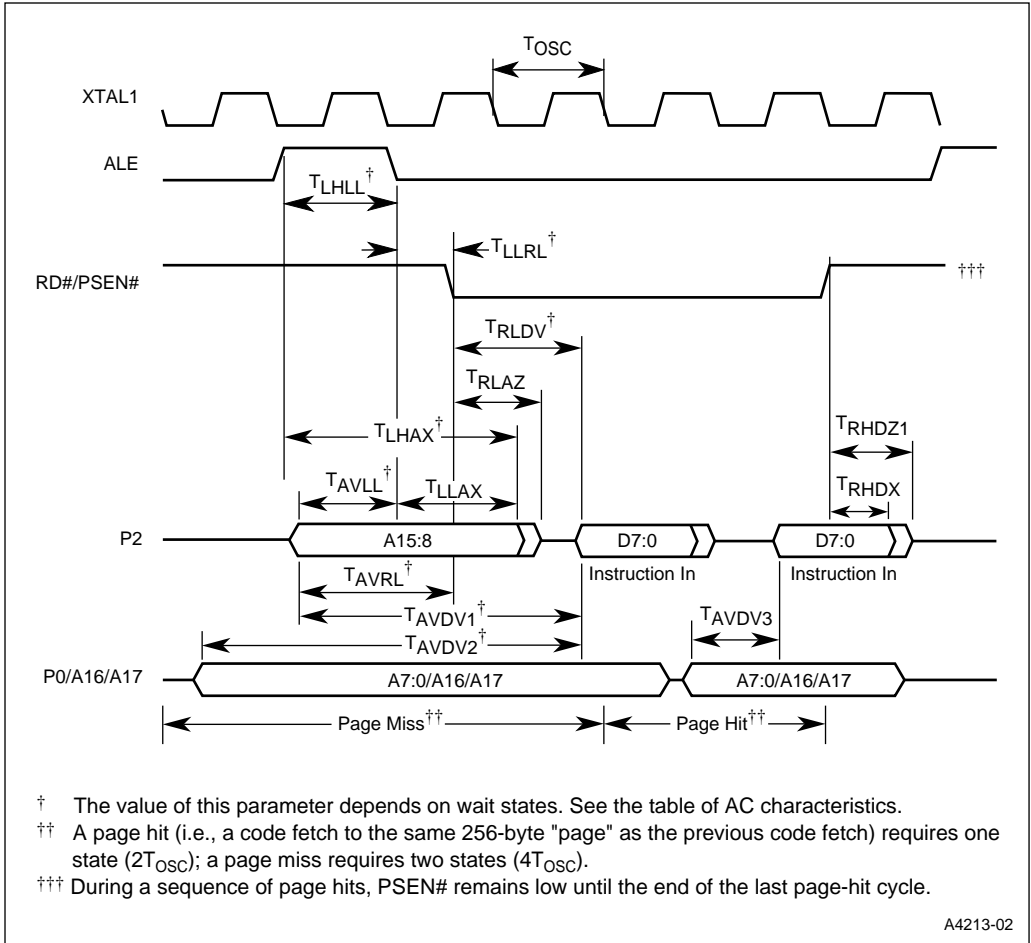 TOSC
XTAL1
ALE
TLHLL†
TLLRL†
RD#/PSEN#
†††
TRLDV†
TRLAZ
TLHAX†
TRHDZ1
TAVLL†
TLLAX
TRHDX
P2
A15:8
D7:0
D7:0
TAVRL†
Instruction In
Instruction In
TAVDV1†
TAVDV3
TAVDV2†
P0/A16/A17
A7:0/A16/A17
A7:0/A16/A17
Page Miss††
Page Hit††
† The value of this parameter depends on wait states. See the table of AC characteristics.
†† A page hit (i.e., a code fetch to the same 256-byte "page" as the previous code fetch) requires one
state (2TOSC); a page miss requires two states (4TOSC).
††† During a sequence of page hits, PSEN# remains low until the end of the last page-hit cycle.
A4213-02